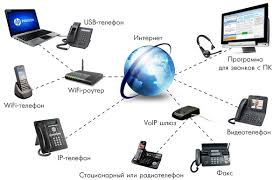 USB-телефон
Интернет
Программа
для звонков с ПК
WiFi-роутер
WiFi-телефон
VoIP шлюз
Видеотелефон
IP-телефон
Факс
Стационарный или радиотелефон